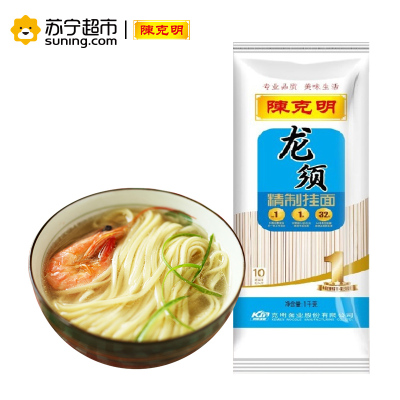 苏宁超市
suning.com
陳克明
专业品质 美味生活
陳克明
龙须
精制挂面
1
1
32
10
1
净含量:1千克
克明面业股份有限公司